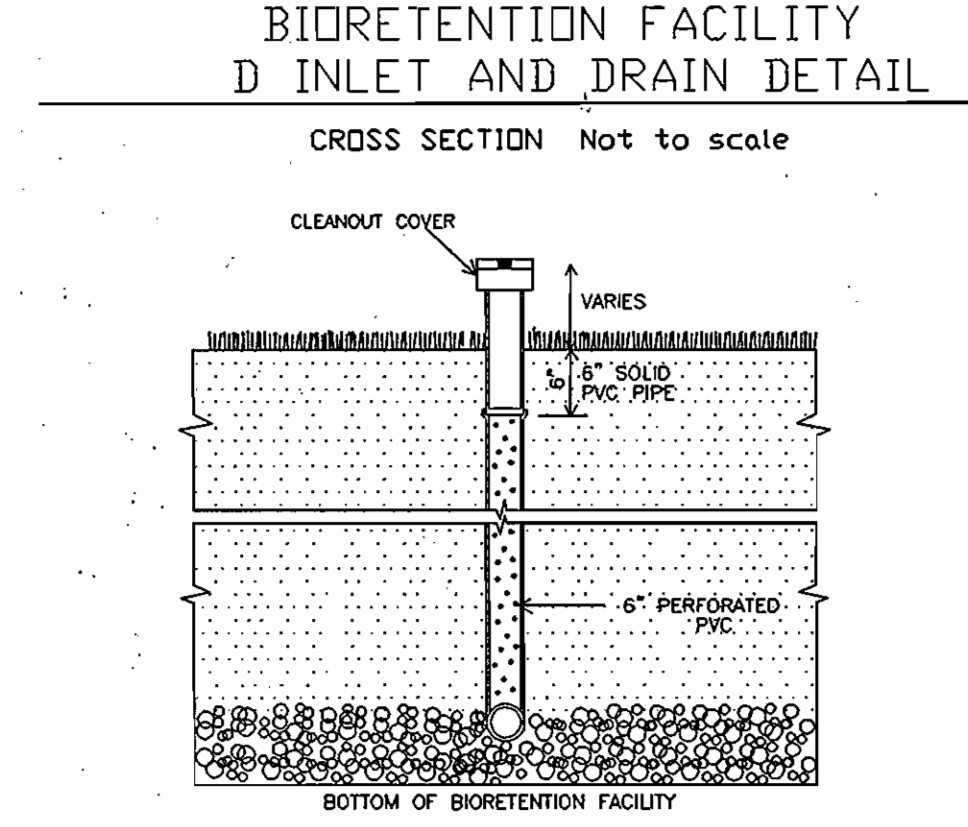 BIORETENTION FACILITY
D INLET AND DRAIN DETAIL
CROSS SECTION Not to scale
CLEANOUT COVER
VARIES
6"
6" SOLID
PVC PIPE
6" PERFORATED
PVC
BOTTOM OF BIORETENTION FACILITY